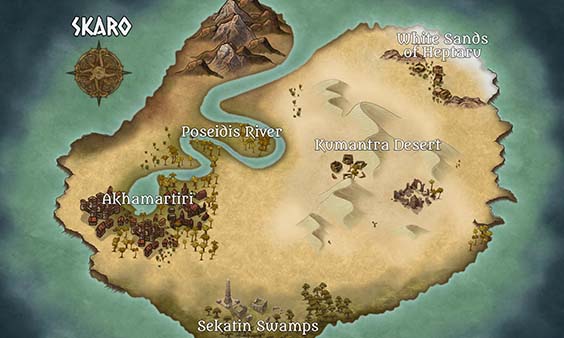 SKARO
White Sands
of Heptaru
Poseidis River
Kumantra Desert
Akhamartiri
Sekatin Swamps